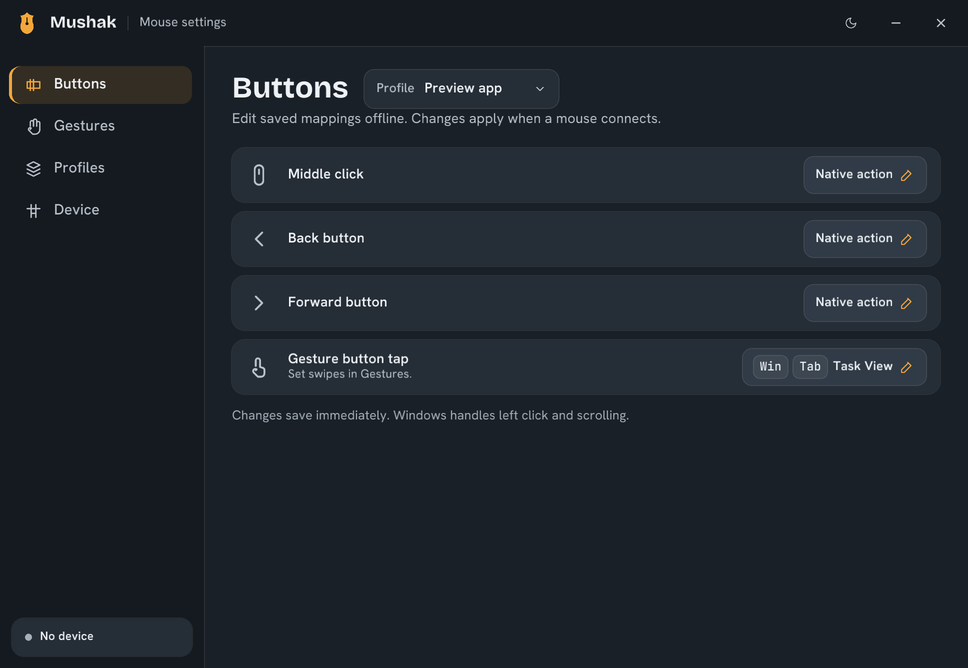 Mushak
Mouse settings
Buttons
Gestures
Profiles
Device
No device
Buttons
Profile Preview app
Edit saved mappings offline. Changes apply when a mouse connects.
Middle click
Native action
Back button
Native action
Forward button
Native action
Gesture button tap
Set swipes in Gestures.
Win Tab Task View
Changes save immediately. Windows handles left click and scrolling.